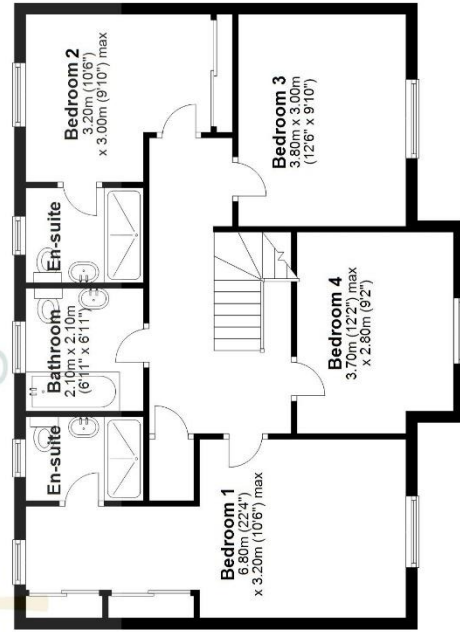 Bedroom 2
3.20m (10'6")
x 3.00m (9'10") max
Bedroom 3
3.80m x 3.00m
(12'6" x 9'10")
En-suite
Bathroom
2.10m x 2.10m
(6'11" x 6'11")
En-suite
Bedroom 4
3.70m (12'2") max
x 2.80m (9'2")
Bedroom 1
6.80m (22'4")
x 3.20m (10'6") max